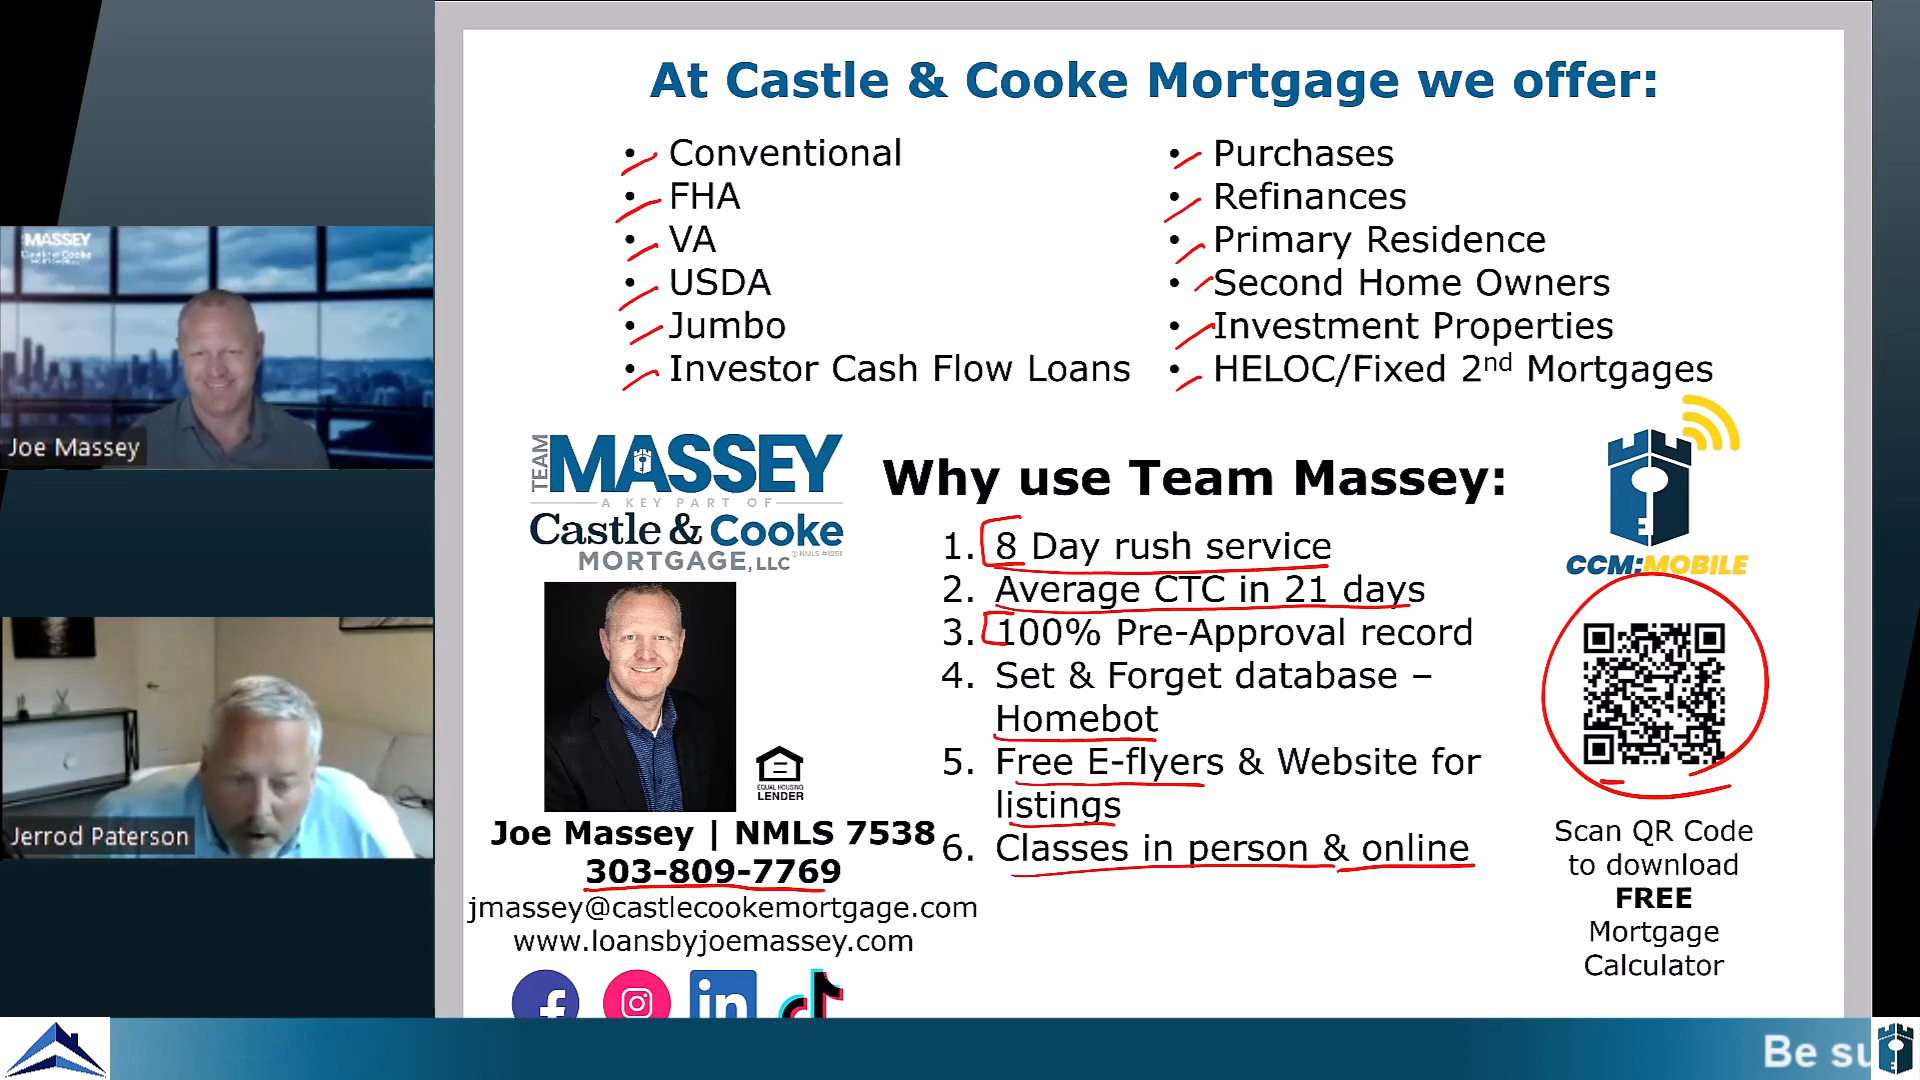 At Castle & Cooke Mortgage we offer:
• Conventional
• FHA
• VA
• USDA
• Jumbo
• Investor Cash Flow Loans
• Purchases
• Refinances
• Primary Residence
• Second Home Owners
• Investment Properties
• HELOC/Fixed 2nd Mortgages
MASSEY
Castle & Cooke
Joe Massey
Jerrod Paterson
TEAM
MASSEY
A KEY PART OF
Castle & Cooke
MORTGAGE, LLC
NMLS #1251
EQUAL HOUSING
LENDER
Joe Massey | NMLS 7538
303-809-7769
jmassey@castlecookemortgage.com
www.loansbyjoemassey.com
f
in
Why use Team Massey:
1. 8 Day rush service
2. Average CTC in 21 days
3. 100% Pre-Approval record
4. Set & Forget database –
Homebot
5. Free E-flyers & Website for
listings
6. Classes in person & online
CCM:MOBILE
Scan QR Code
to download
FREE
Mortgage
Calculator
Be su